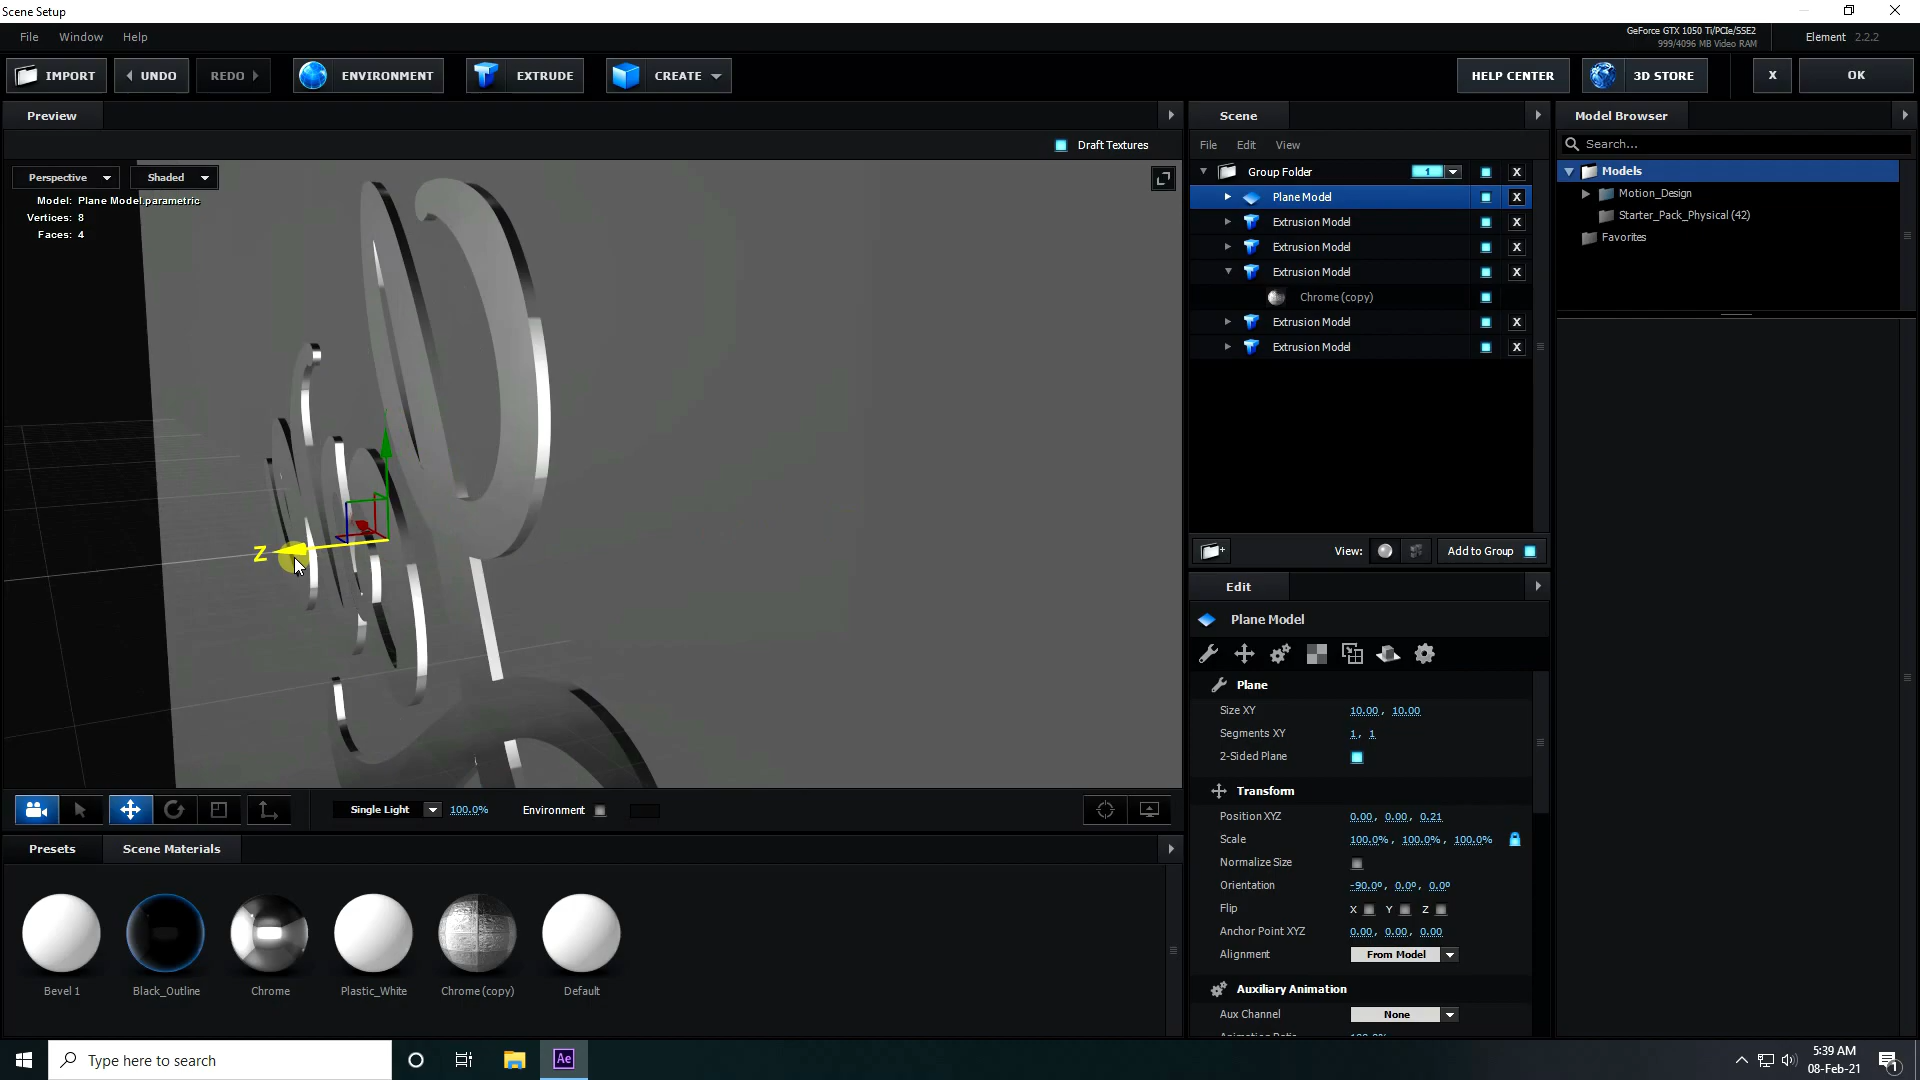 Scene Setup
File Window Help
GeForce GTX 1050 Ti/PCIe/SSE2
999/4096 MB Video RAM
Element 2.2.2
IMPORT UNDO REDO ENVIRONMENT EXTRUDE CREATE HELP CENTER 3D STORE X OK
Preview
Draft Textures
Perspective Shaded
Model: Plane Model.parametric
Vertices: 8
Faces: 4
Z
Single Light 100.0% Environment
Presets Scene Materials
Bevel 1 Black_Outline Chrome Plastic_White Chrome (copy) Default
Scene
File Edit View
Group Folder 1 X
Plane Model X
Extrusion Model X
Extrusion Model X
Extrusion Model X
Chrome (copy)
Extrusion Model X
Extrusion Model X
View: Add to Group
Edit
Plane Model
Plane
Size XY 10.00, 10.00
Segments XY 1, 1
2-Sided Plane
Transform
Position XYZ 0.00, 0.00, 0.21
Scale 100.0%, 100.0%, 100.0%
Normalize Size
Orientation -90.0º, 0.0º, 0.0º
Flip X Y Z
Anchor Point XYZ 0.00, 0.00, 0.00
Alignment From Model
Auxiliary Animation
Aux Channel None
Model Browser
Search...
Models
Motion_Design
Starter_Pack_Physical (42)
Favorites
Type here to search
Ae
5:39 AM
08-Feb-21
1